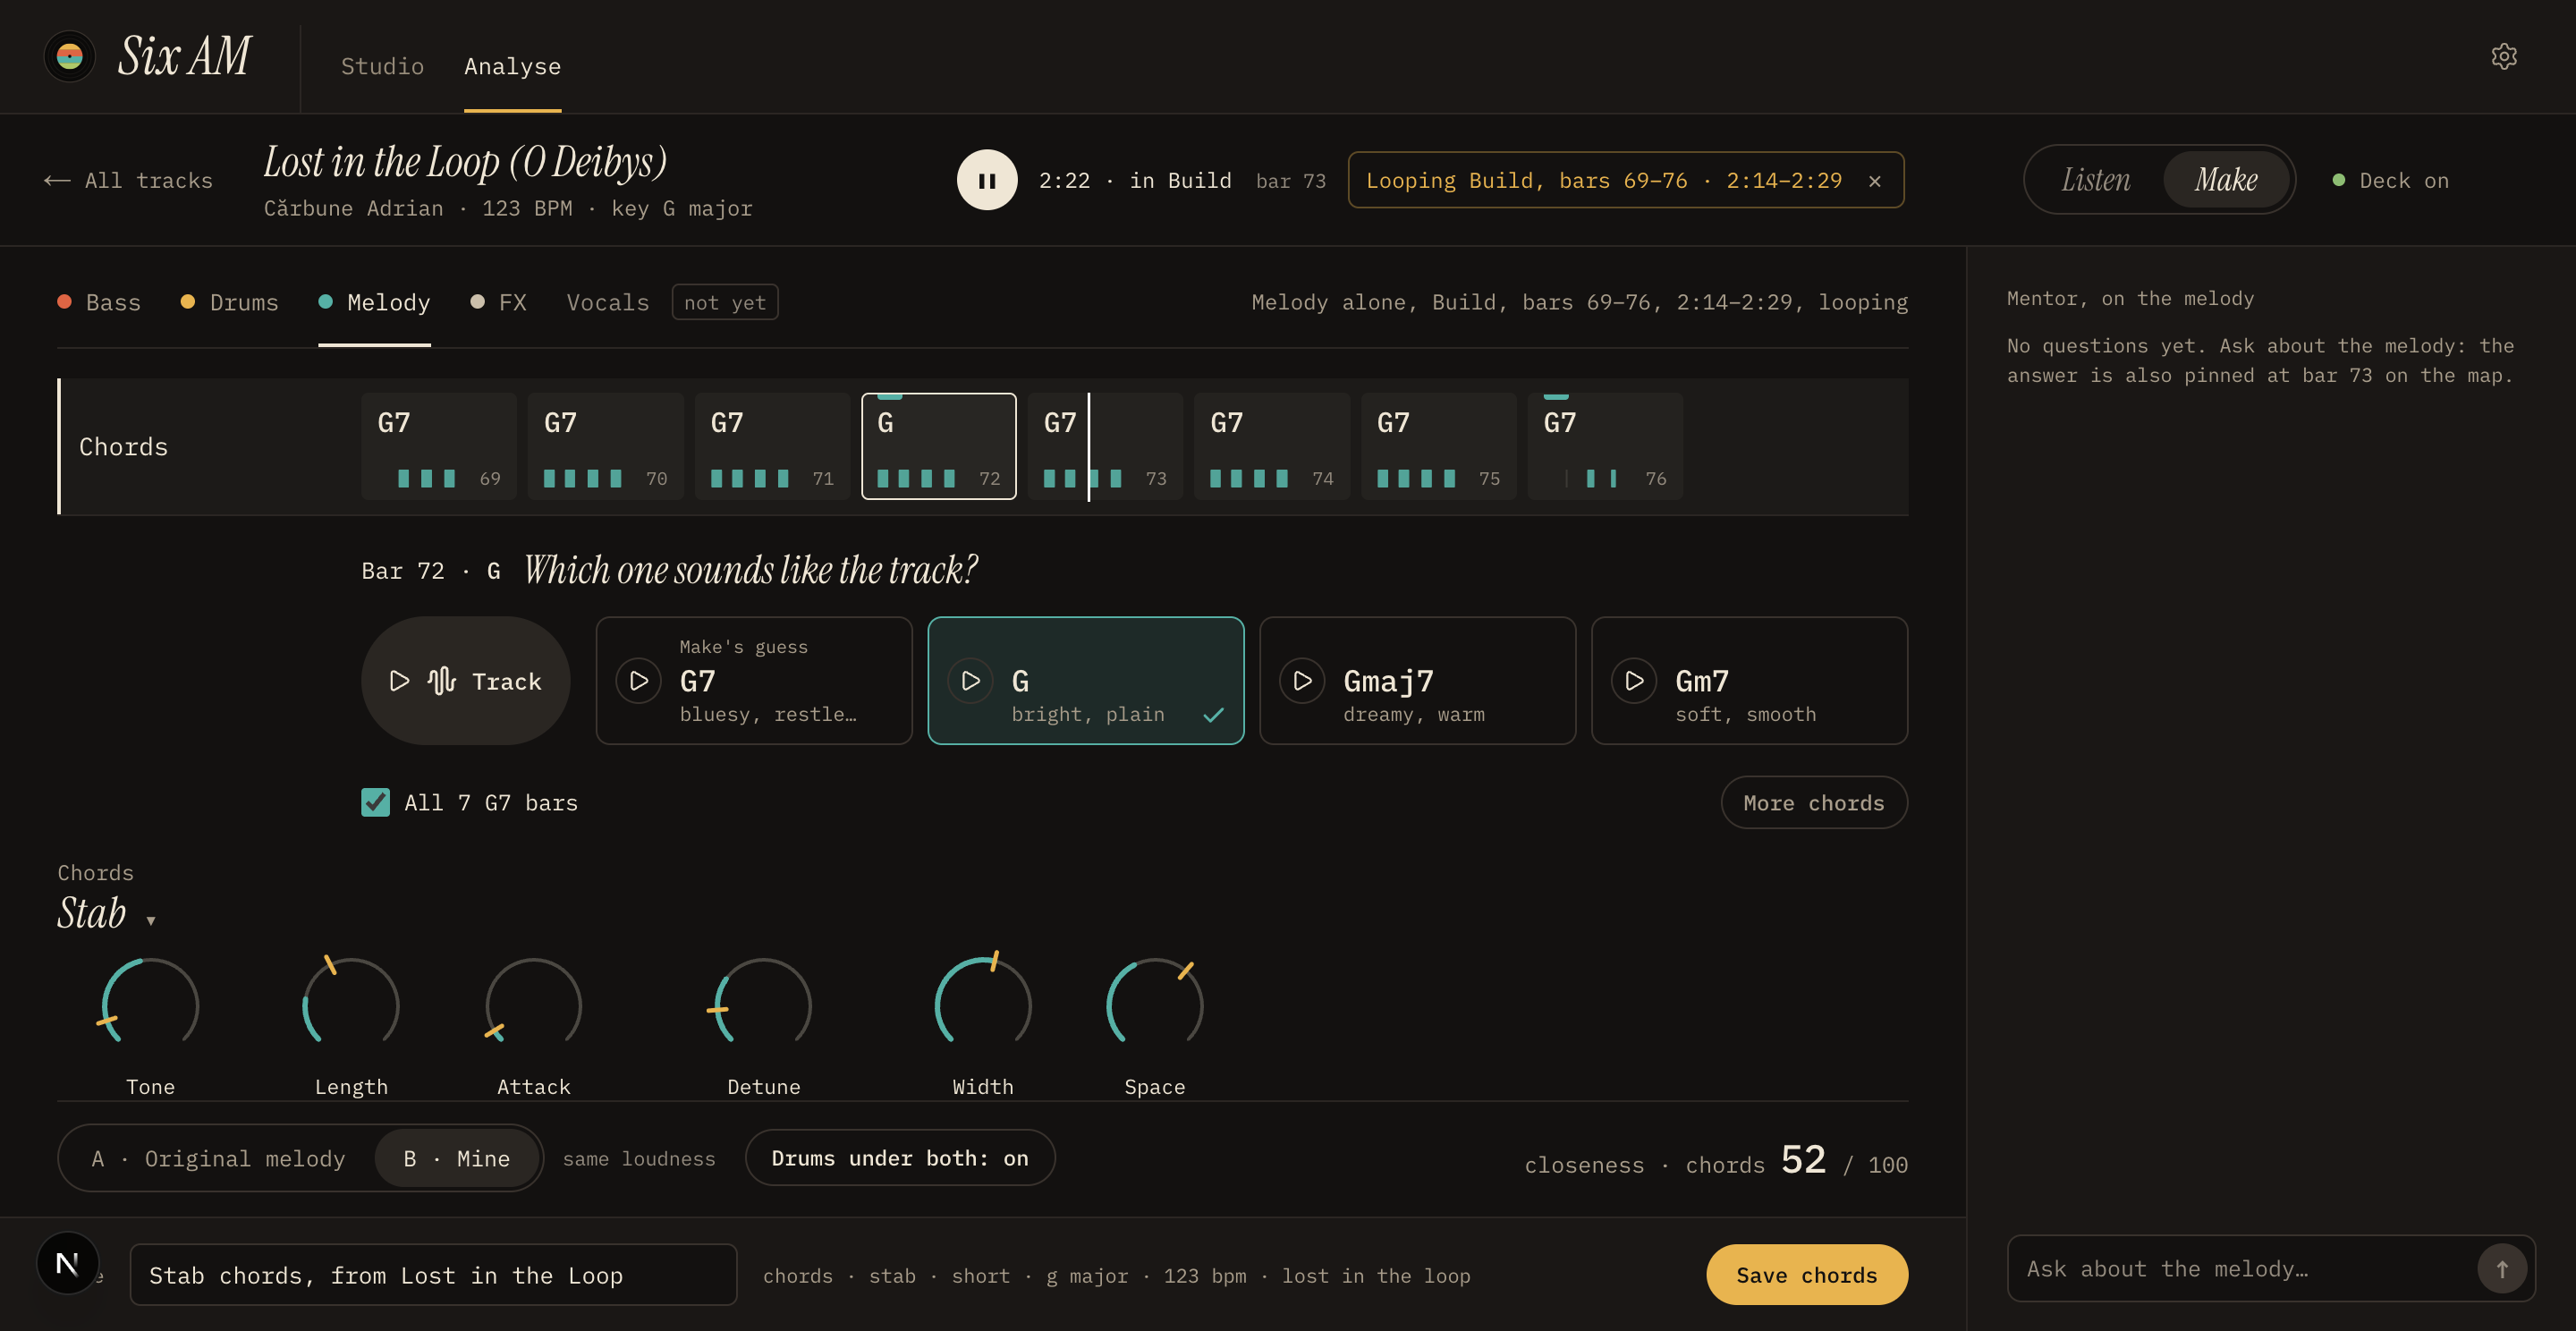 Six AM
Studio
Analyse
← All tracks
Lost in the Loop (O Deibys)
Cărbune Adrian · 123 BPM · key G major
2:22 · in Build bar 73
Looping Build, bars 69–76 · 2:14–2:29 ×
Listen
Make
Deck on
Bass
Drums
Melody
FX
Vocals
not yet
Melody alone, Build, bars 69–76, 2:14–2:29, looping
Chords
G7
69
G7
70
G7
71
G
72
G7
73
G7
74
G7
75
G7
76
Bar 72 · G Which one sounds like the track?
Track
Make's guess
G7
bluesy, restle…
G
bright, plain
Gmaj7
dreamy, warm
Gm7
soft, smooth
All 7 G7 bars
More chords
Chords
Stab ▾
Tone
Length
Attack
Detune
Width
Space
A · Original melody
B · Mine
same loudness
Drums under both: on
closeness · chords 52 / 100
N
Stab chords, from Lost in the Loop
chords · stab · short · g major · 123 bpm · lost in the loop
Save chords
Mentor, on the melody
No questions yet. Ask about the melody: the
answer is also pinned at bar 73 on the map.
Ask about the melody…
↑